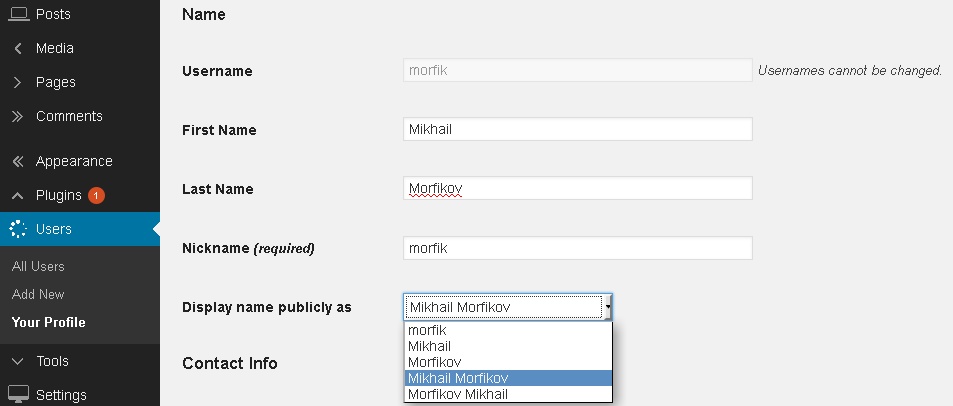 Posts
Media
Pages
Comments
Appearance
Plugins 1
Users
All Users
Add New
Your Profile
Tools
Settings
Name
Username morfik Usernames cannot be changed.
First Name Mikhail
Last Name Morfikov
Nickname (required) morfik
Display name publicly as Mikhail Morfikov
morfik
Mikhail
Morfikov
Mikhail Morfikov
Morfikov Mikhail
Contact Info